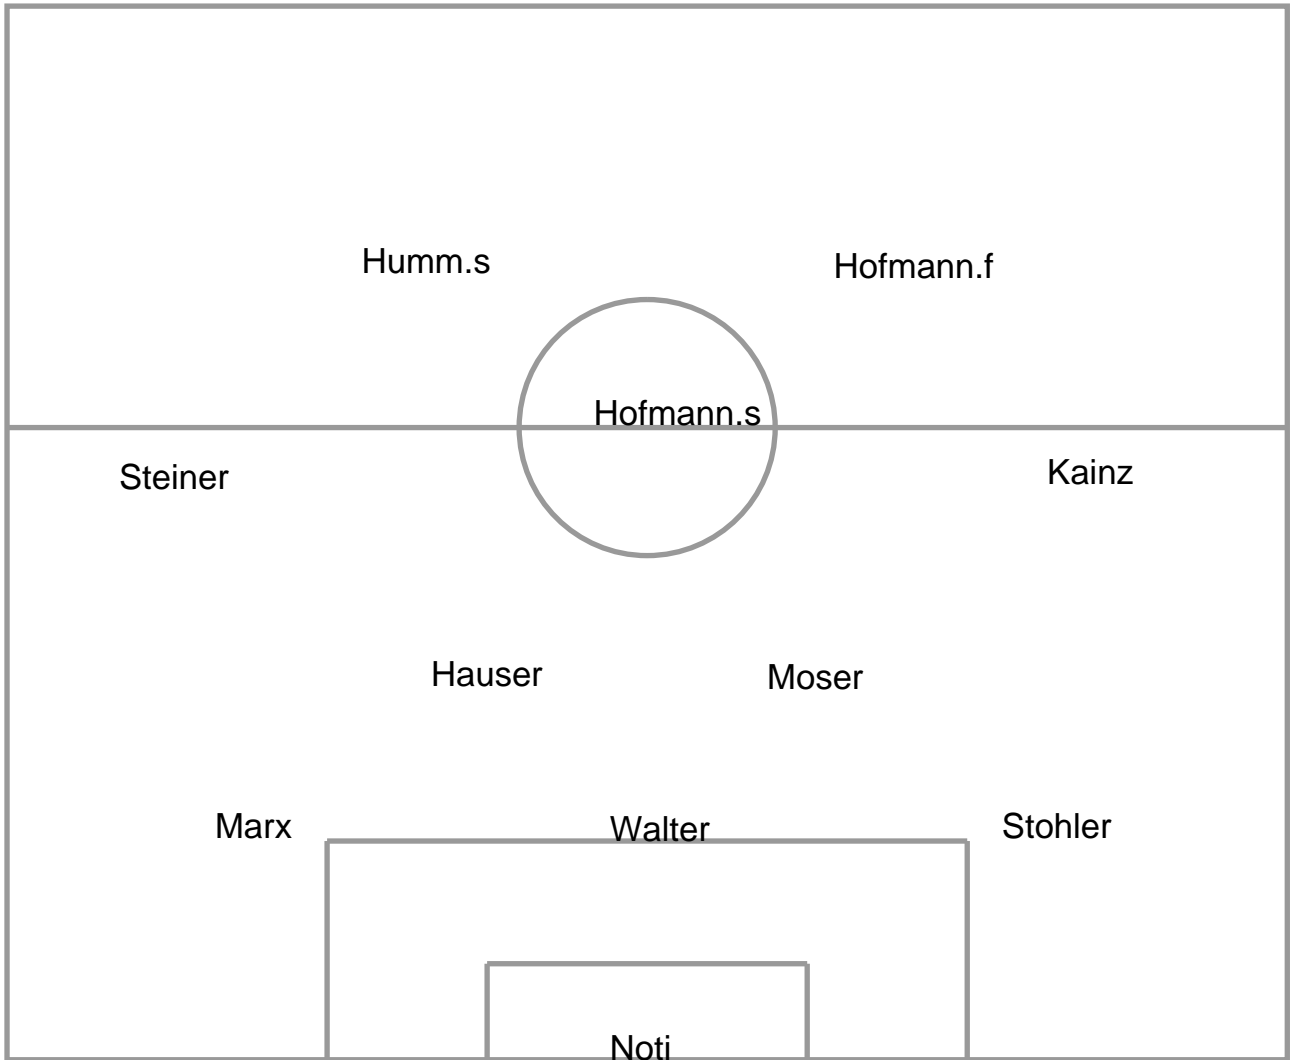 Humm.s
Hofmann.f
Hofmann.s
Steiner
Kainz
Hauser
Moser
Marx
Walter
Stohler
Noti